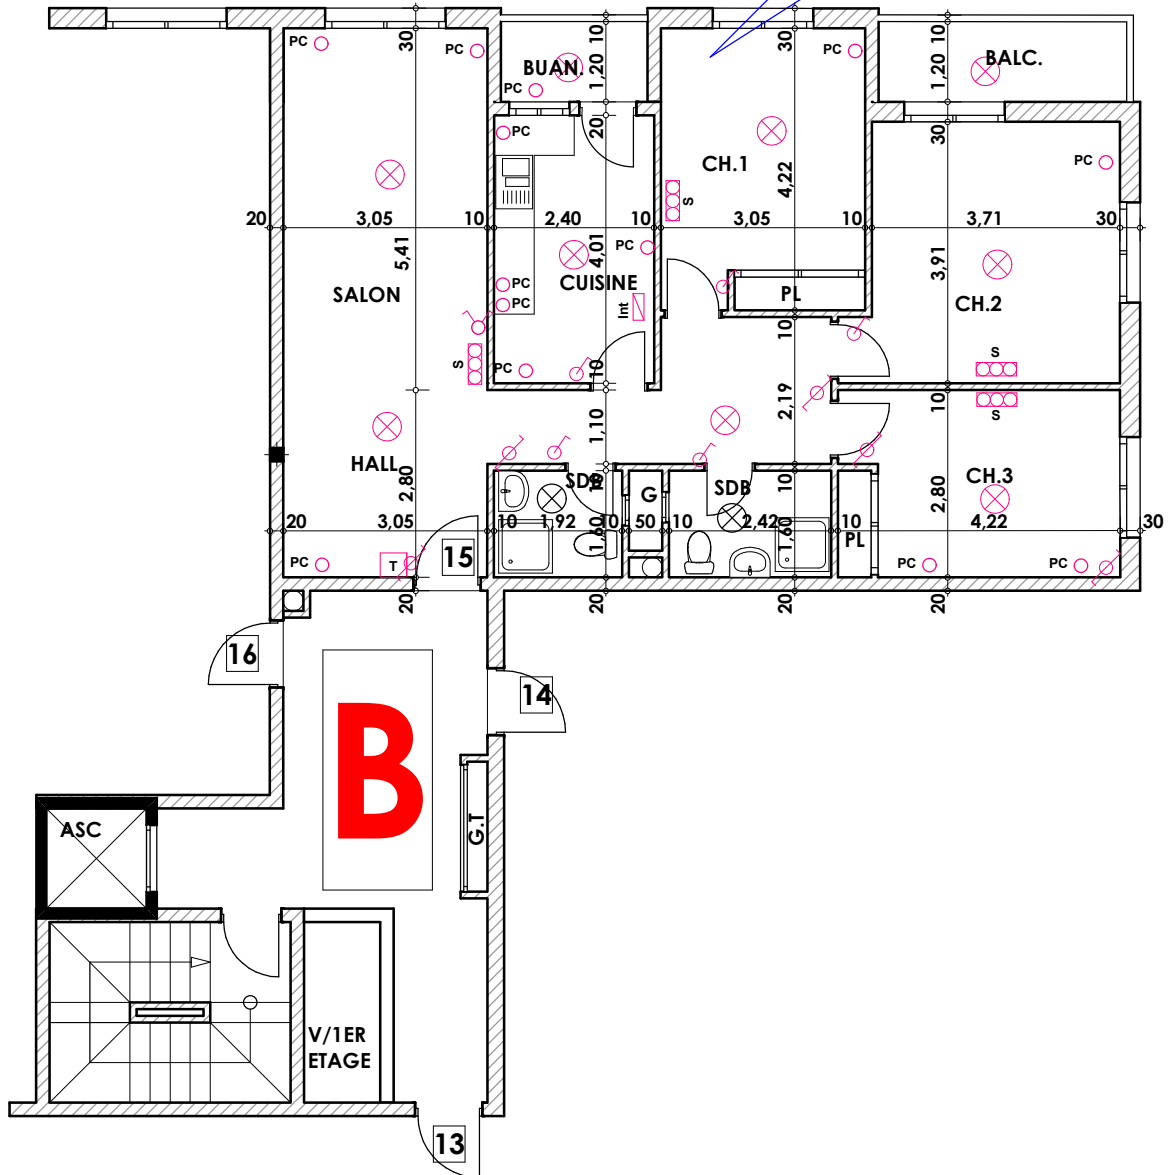 PC
PC
30
BUAN.
10
1,20
30
PC
10
1,20
BALC.
PC
20
CH.1
4,22
30
PC
S
20
3,05
10
2,40
10
3,05
10
3,71
30
5,41
4,01
PC
3,91
SALON
PC
PC
CUISINE
Int
PL
CH.2
10
S
PC
10
S
2,19
10
S
1,10
HALL
2,80
SDB
10
G
SDB
10
2,80
CH.3
20
3,05
10
1,92
10
50
10
2,42
10
4,22
30
1,60
1,60
PL
15
PC
T
PC
PC
20
20
20
20
16
14
B
G.T
ASC
V/1ER
ETAGE
13